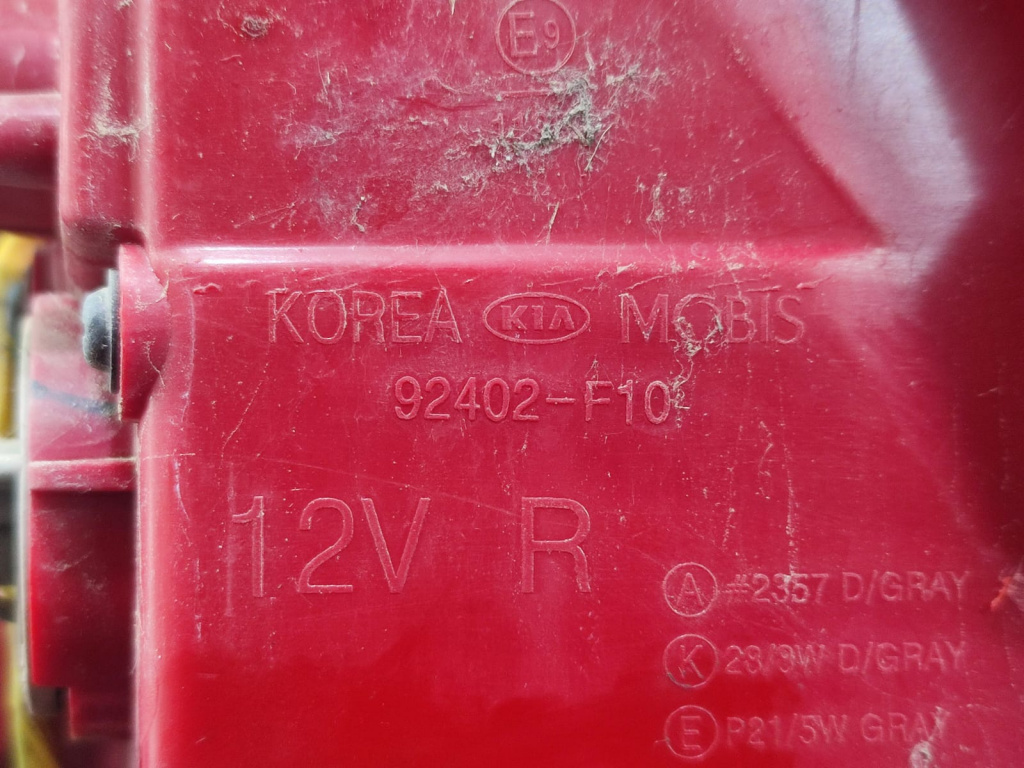 E9
KOREA KIA MOBIS
92402-F10
12V R
A #2357 D/GRAY
K 28/8W D/GRAY
E P21/5W GRAY